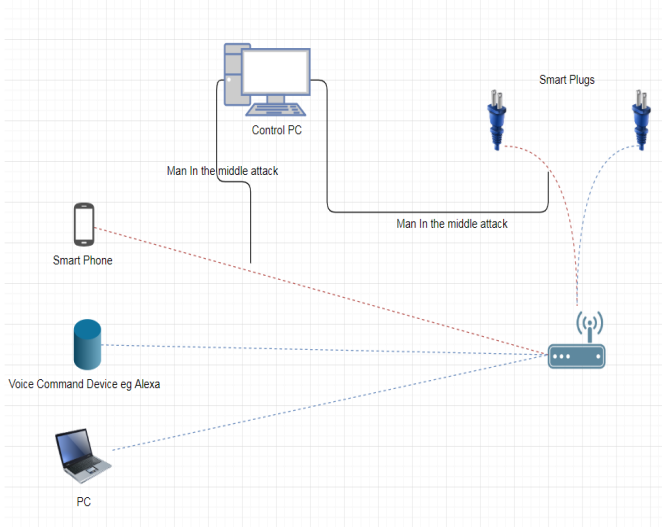 Smart Plugs
Control PC
Man In the middle attack
Man In the middle attack
Smart Phone
Voice Command Device eg Alexa
PC